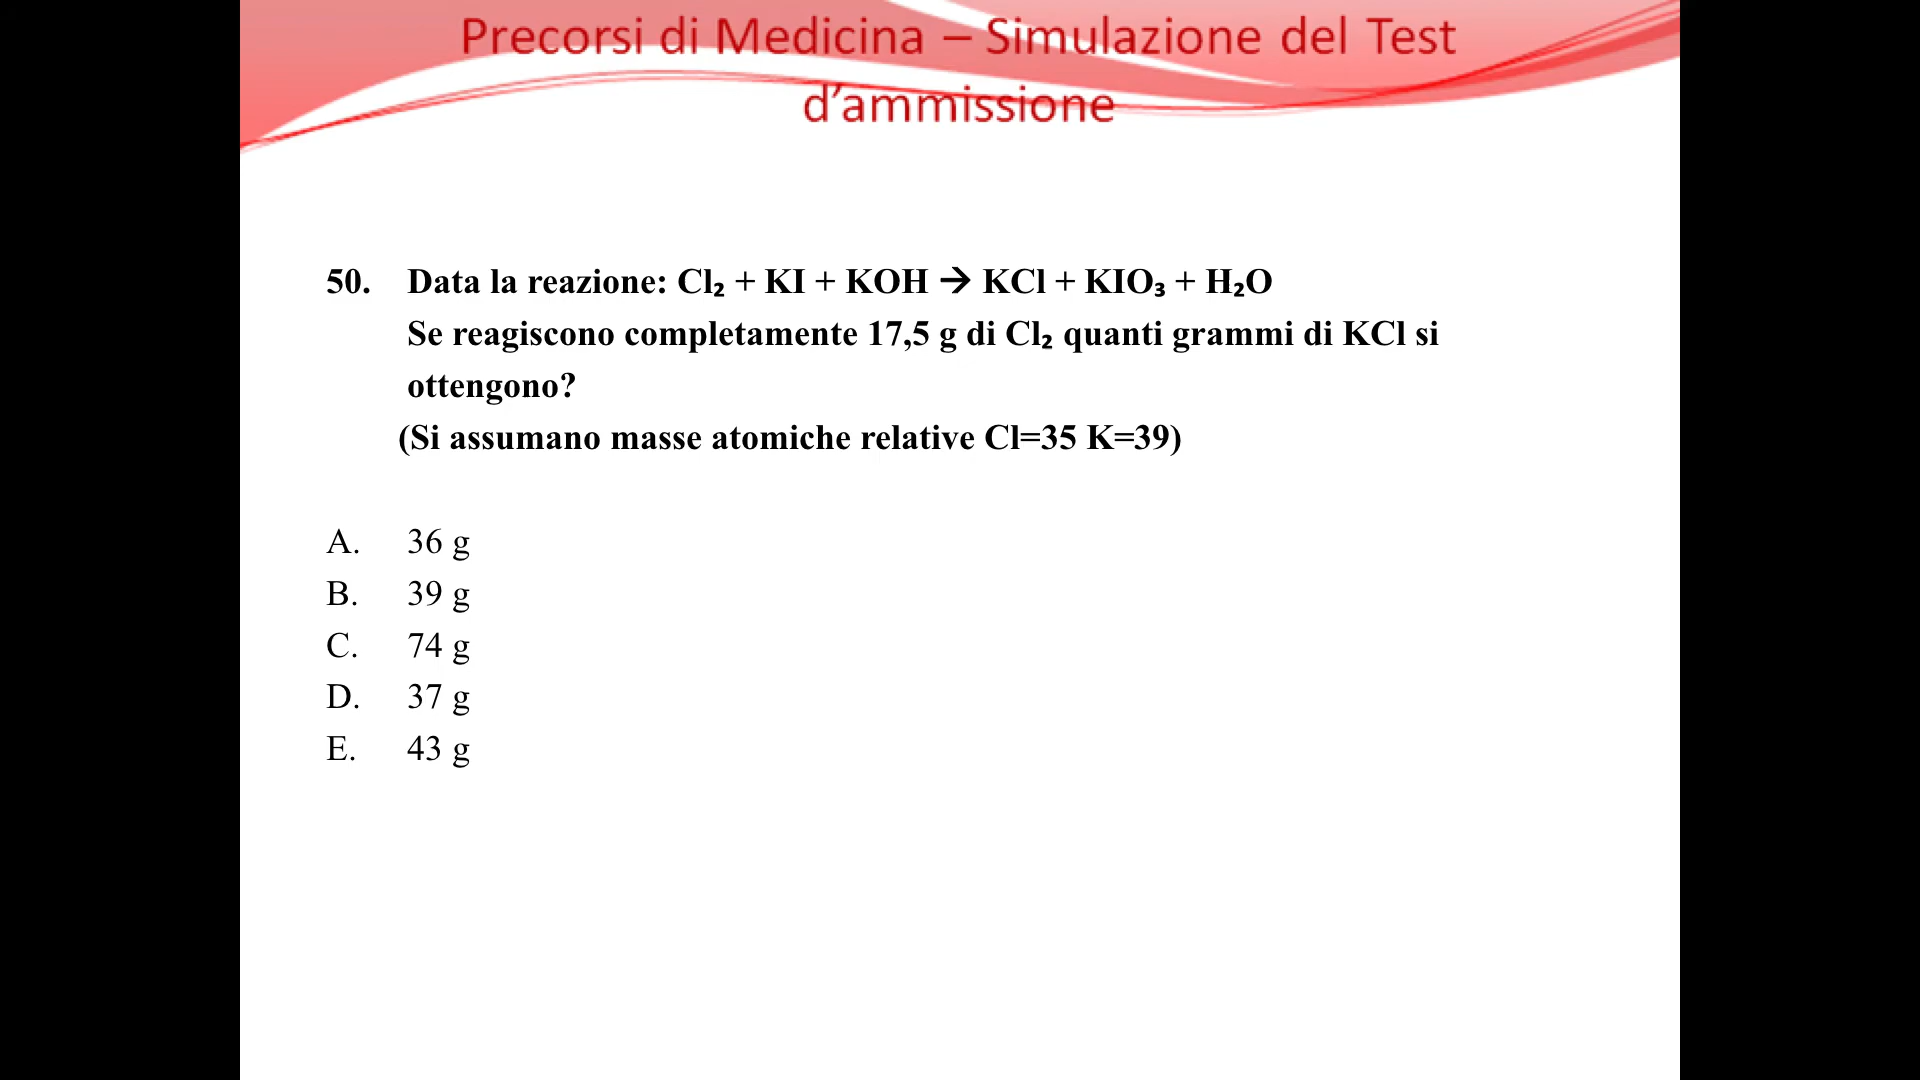 Precorsi di Medicina – Simulazione del Test
d’ammissione
50. Data la reazione: Cl₂ + KI + KOH → KCl + KIO₃ + H₂O
Se reagiscono completamente 17,5 g di Cl₂ quanti grammi di KCl si
ottengono?
(Si assumano masse atomiche relative Cl=35 K=39)
A. 36 g
B. 39 g
C. 74 g
D. 37 g
E. 43 g